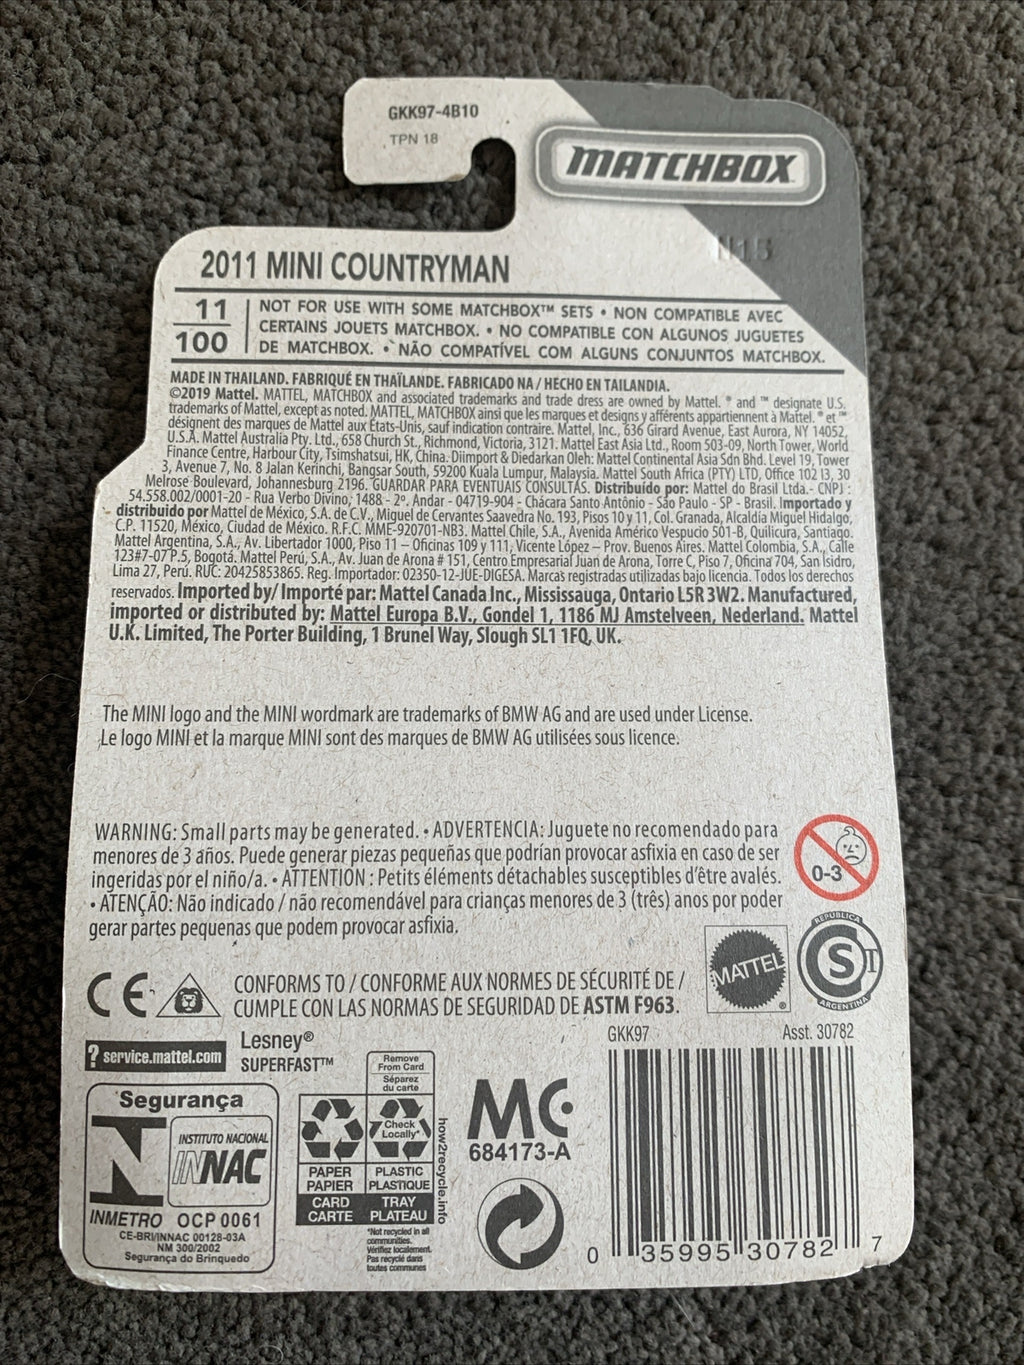 GKK97-4B10
TPN 18
MATCHBOX
N15
2011 MINI COUNTRYMAN
11
100
NOT FOR USE WITH SOME MATCHBOX™ SETS • NON COMPATIBLE AVEC
CERTAINS JOUETS MATCHBOX. • NO COMPATIBLE CON ALGUNOS JUGUETES
DE MATCHBOX. • NÃO COMPATÍVEL COM ALGUNS CONJUNTOS MATCHBOX.
MADE IN THAILAND. FABRIQUÉ EN THAÏLANDE. FABRICADO NA / HECHO EN TAILANDIA.
©2019 Mattel. MATTEL, MATCHBOX and associated trademarks and trade dress are owned by Mattel. ® and ™ designate U.S.
trademarks of Mattel, except as noted. MATTEL, MATCHBOX ainsi que les marques et designs y afférents appartiennent à Mattel. ® et ™
désignent des marques de Mattel aux États-Unis, sauf indication contraire. Mattel, Inc., 636 Girard Avenue, East Aurora, NY 14052,
U.S.A. Mattel Australia Pty. Ltd., 658 Church St., Richmond, Victoria, 3121. Mattel East Asia Ltd., Room 503-09, North Tower, World
Finance Centre, Harbour City, Tsimshatsui, HK, China. Diimport & Diedarkan Oleh: Mattel Continental Asia Sdn Bhd. Level 19, Tower
3, Avenue 7, No. 8 Jalan Kerinchi, Bangsar South, 59200 Kuala Lumpur, Malaysia. Mattel South Africa (PTY) LTD, Office 102 I3, 30
Melrose Boulevard, Johannesburg 2196. GUARDAR PARA EVENTUAIS CONSULTAS. Distribuído por: Mattel do Brasil Ltda.- CNPJ :
54.558.002/0001-20 - Rua Verbo Divino, 1488 - 2º. Andar - 04719-904 - Chácara Santo Antônio - São Paulo - SP - Brasil. Importado y
distribuido por Mattel de México, S.A. de C.V., Miguel de Cervantes Saavedra No. 193, Pisos 10 y 11, Col. Granada, Alcaldía Miguel Hidalgo,
C.P. 11520, México, Ciudad de México. R.F.C. MME-920701-NB3. Mattel Chile, S.A., Avenida Américo Vespucio 501-B, Quilicura, Santiago.
Mattel Argentina, S.A., Av. Libertador 1000, Piso 11 – Oficinas 109 y 111, Vicente López – Prov. Buenos Aires. Mattel Colombia, S.A., Calle
123#7-07 P.5, Bogotá. Mattel Perú, S.A., Av. Juan de Arona # 151, Centro Empresarial Juan de Arona, Torre C, Piso 7, Oficina 704, San Isidro,
Lima 27, Perú. RUC: 20425853865. Reg. Importador: 02350-12-JUE-DIGESA. Marcas registradas utilizadas bajo licencia. Todos los derechos
reservados. Imported by/ Importé par: Mattel Canada Inc., Mississauga, Ontario L5R 3W2. Manufactured,
imported or distributed by: Mattel Europa B.V., Gondel 1, 1186 MJ Amstelveen, Nederland. Mattel
U.K. Limited, The Porter Building, 1 Brunel Way, Slough SL1 1FQ, UK.
The MINI logo and the MINI wordmark are trademarks of BMW AG and are used under License.
Le logo MINI et la marque MINI sont des marques de BMW AG utilisées sous licence.
WARNING: Small parts may be generated. • ADVERTENCIA: Juguete no recomendado para
menores de 3 años. Puede generar piezas pequeñas que podrían provocar asfixia en caso de ser
ingeridas por el niño/a. • ATTENTION : Petits éléments détachables susceptibles d'être avalés.
• ATENÇÃO: Não indicado / não recomendável para crianças menores de 3 (três) anos por poder
gerar partes pequenas que podem provocar asfixia.
0-3
REPUBLICA
S I
ARGENTINA
MATTEL®
CE
CONFORMS TO / CONFORME AUX NORMES DE SÉCURITÉ DE /
CUMPLE CON LAS NORMAS DE SEGURIDAD DE ASTM F963.
? service.mattel.com
Lesney®
SUPERFAST™
GKK97 Asst. 30782
Segurança
INSTITUTO NACIONAL
INNAC
INMETRO OCP 0061
CE-BRI/INNAC 00128-03A
NM 300/2002
Segurança do Brinquedo
Remove
From Card
Séparez
du carte
Check
Locally*
PAPER
PAPIER
PLASTIC
PLASTIQUE
CARD
CARTE
TRAY
PLATEAU
*Not recycled in all
communities.
Vérifiez localement.
Pas recyclé dans
toutes communes
how2recycle.info
MC
684173-A
0 35995 30782 7